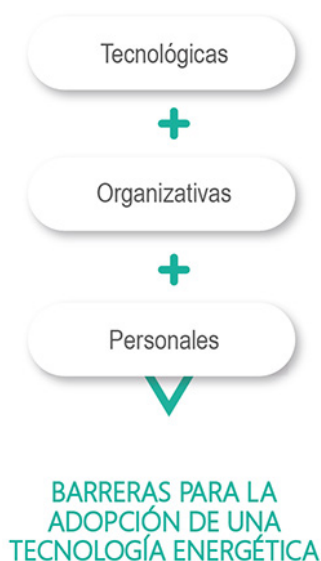 Tecnológicas
+
Organizativas
+
Personales
BARRERAS PARA LA
ADOPCIÓN DE UNA
TECNOLOGÍA ENERGÉTICA